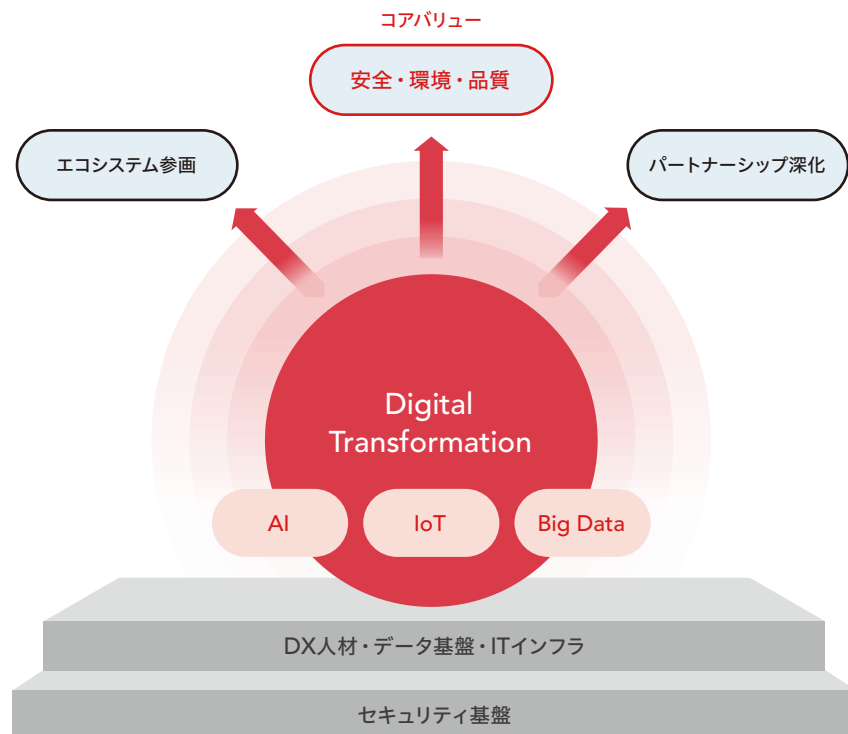 コアバリュー
安全・環境・品質
エコシステム参画
パートナーシップ深化
Digital
Transformation
AI
IoT
Big Data
DX人材・データ基盤・ITインフラ
セキュリティ基盤